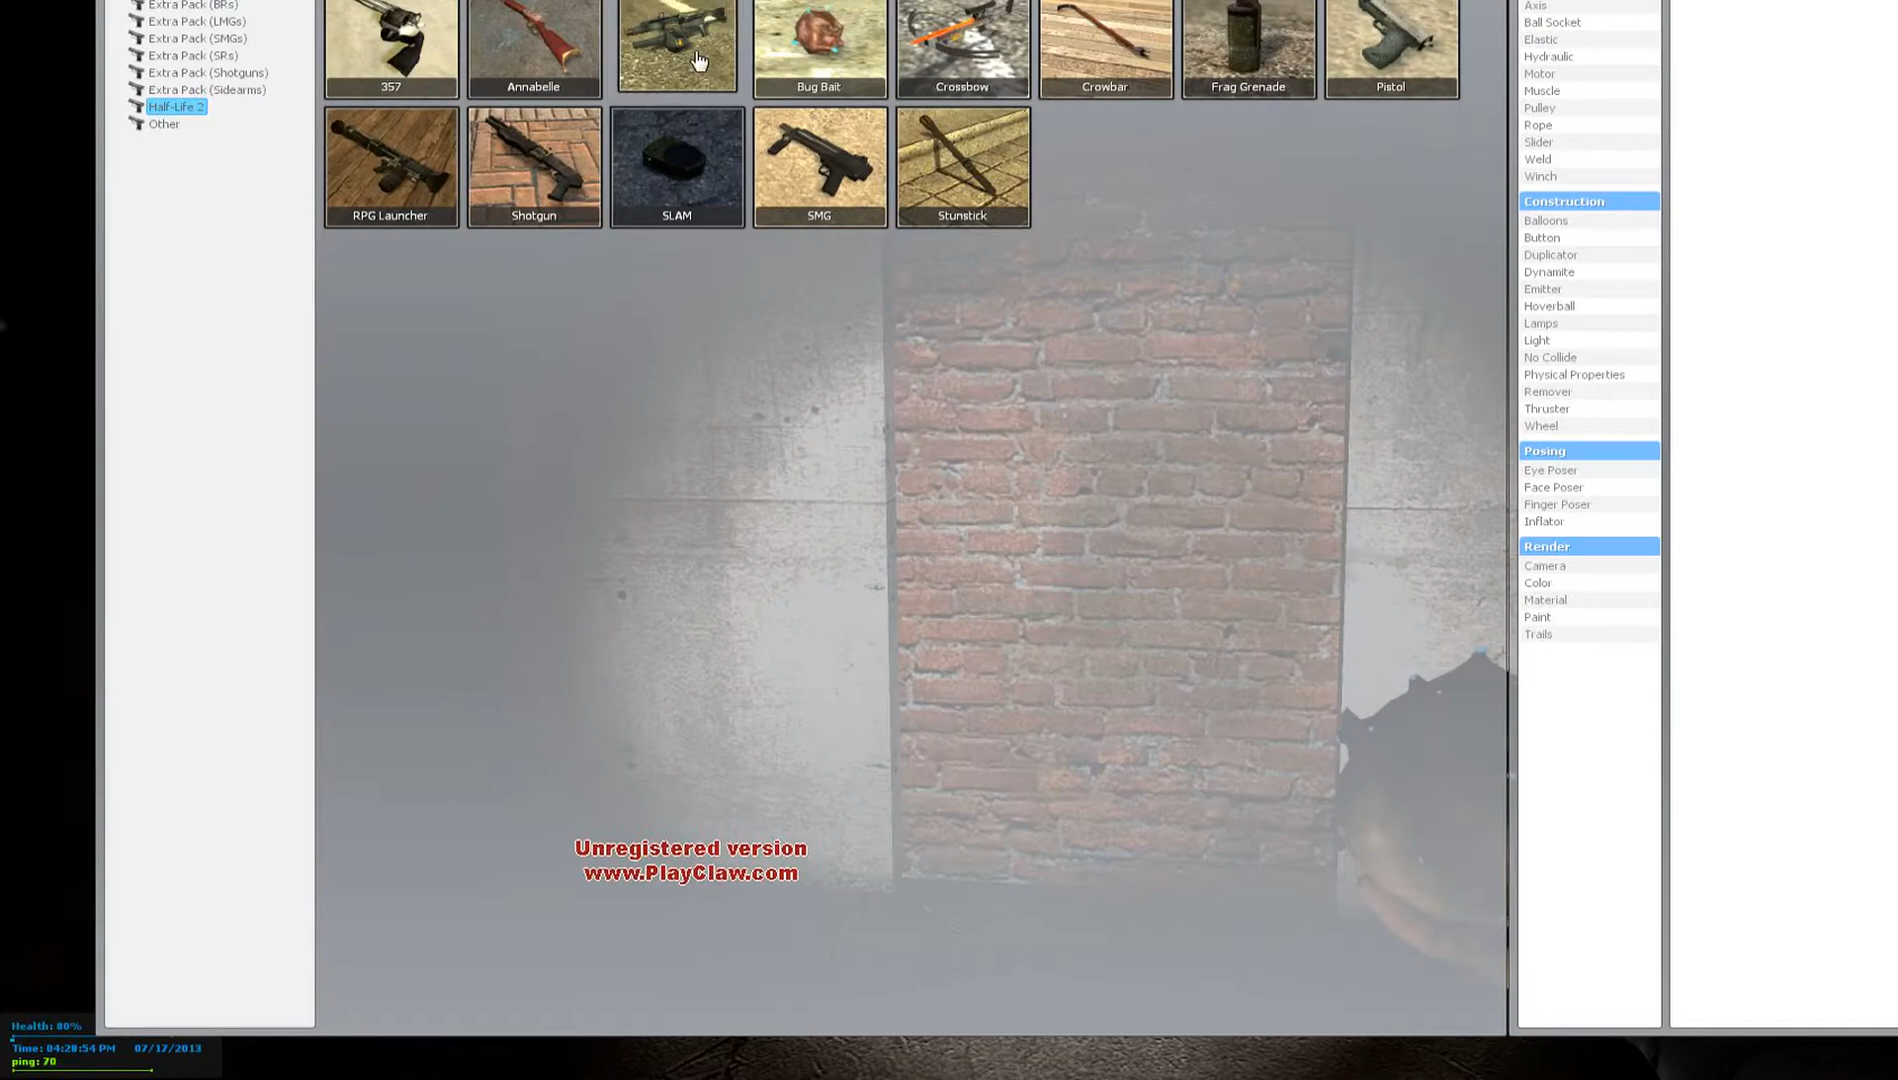 Extra Pack (BRs)
Extra Pack (LMGs)
Extra Pack (SMGs)
Extra Pack (SRs)
Extra Pack (Shotguns)
Extra Pack (Sidearms)
Half-Life 2
Other
357
Annabelle
Bug Bait
Crossbow
Crowbar
Frag Grenade
Pistol
RPG Launcher
Shotgun
SLAM
SMG
Stunstick
Axis
Ball Socket
Elastic
Hydraulic
Motor
Muscle
Pulley
Rope
Slider
Weld
Winch
Construction
Balloons
Button
Duplicator
Dynamite
Emitter
Hoverball
Lamps
Light
No Collide
Physical Properties
Remover
Thruster
Wheel
Posing
Eye Poser
Face Poser
Finger Poser
Inflator
Render
Camera
Color
Material
Paint
Trails
Unregistered version
www.PlayClaw.com
Health: 80%
Time: 04:28:54 PM 07/17/2013
ping: 70